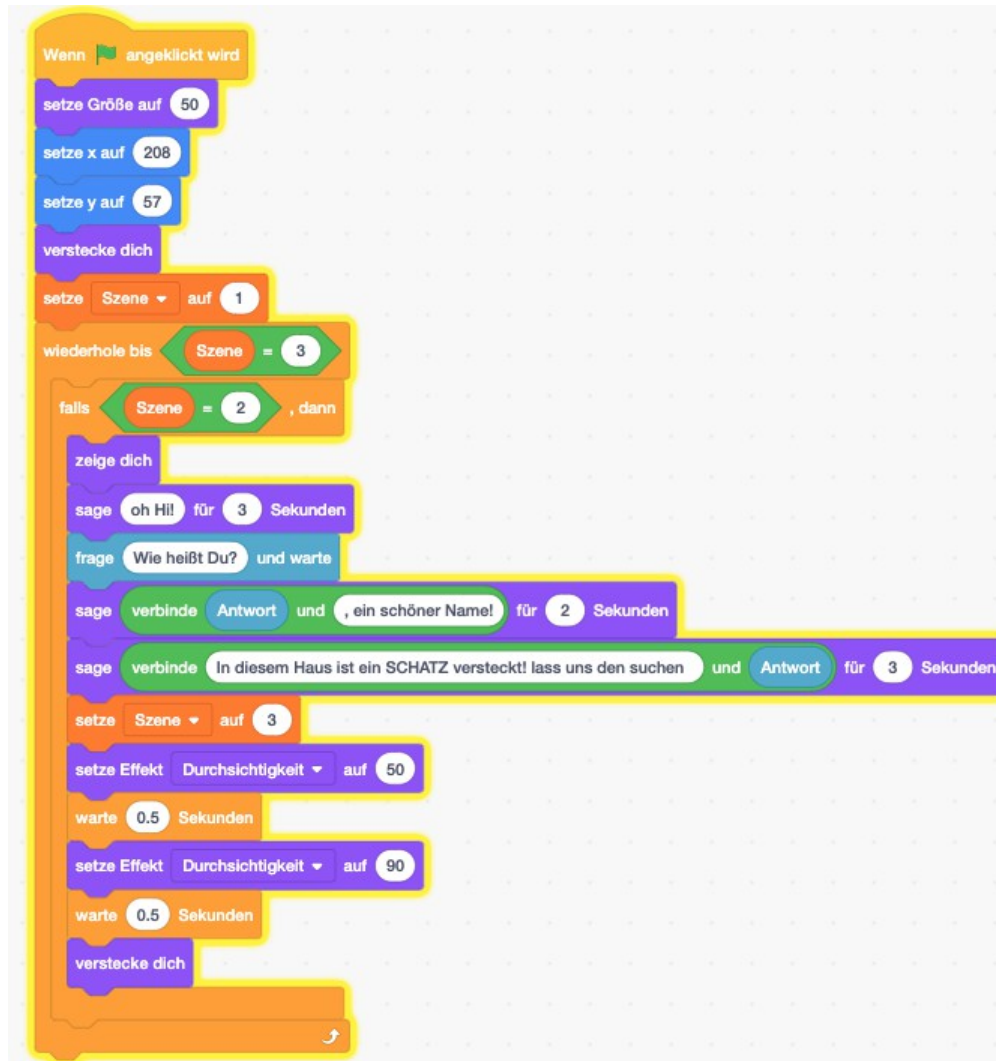 Wenn angeklickt wird
setze Größe auf 50
setze x auf 208
setze y auf 57
verstecke dich
setze Szene auf 1
wiederhole bis Szene = 3
falls Szene = 2 , dann
zeige dich
sage oh Hi! für 3 Sekunden
frage Wie heißt Du? und warte
sage verbinde Antwort und , ein schöner Name! für 2 Sekunden
sage verbinde In diesem Haus ist ein SCHATZ versteckt! lass uns den suchen und Antwort für 3 Sekunden
setze Szene auf 3
setze Effekt Durchsichtigkeit auf 50
warte 0.5 Sekunden
setze Effekt Durchsichtigkeit auf 90
warte 0.5 Sekunden
verstecke dich